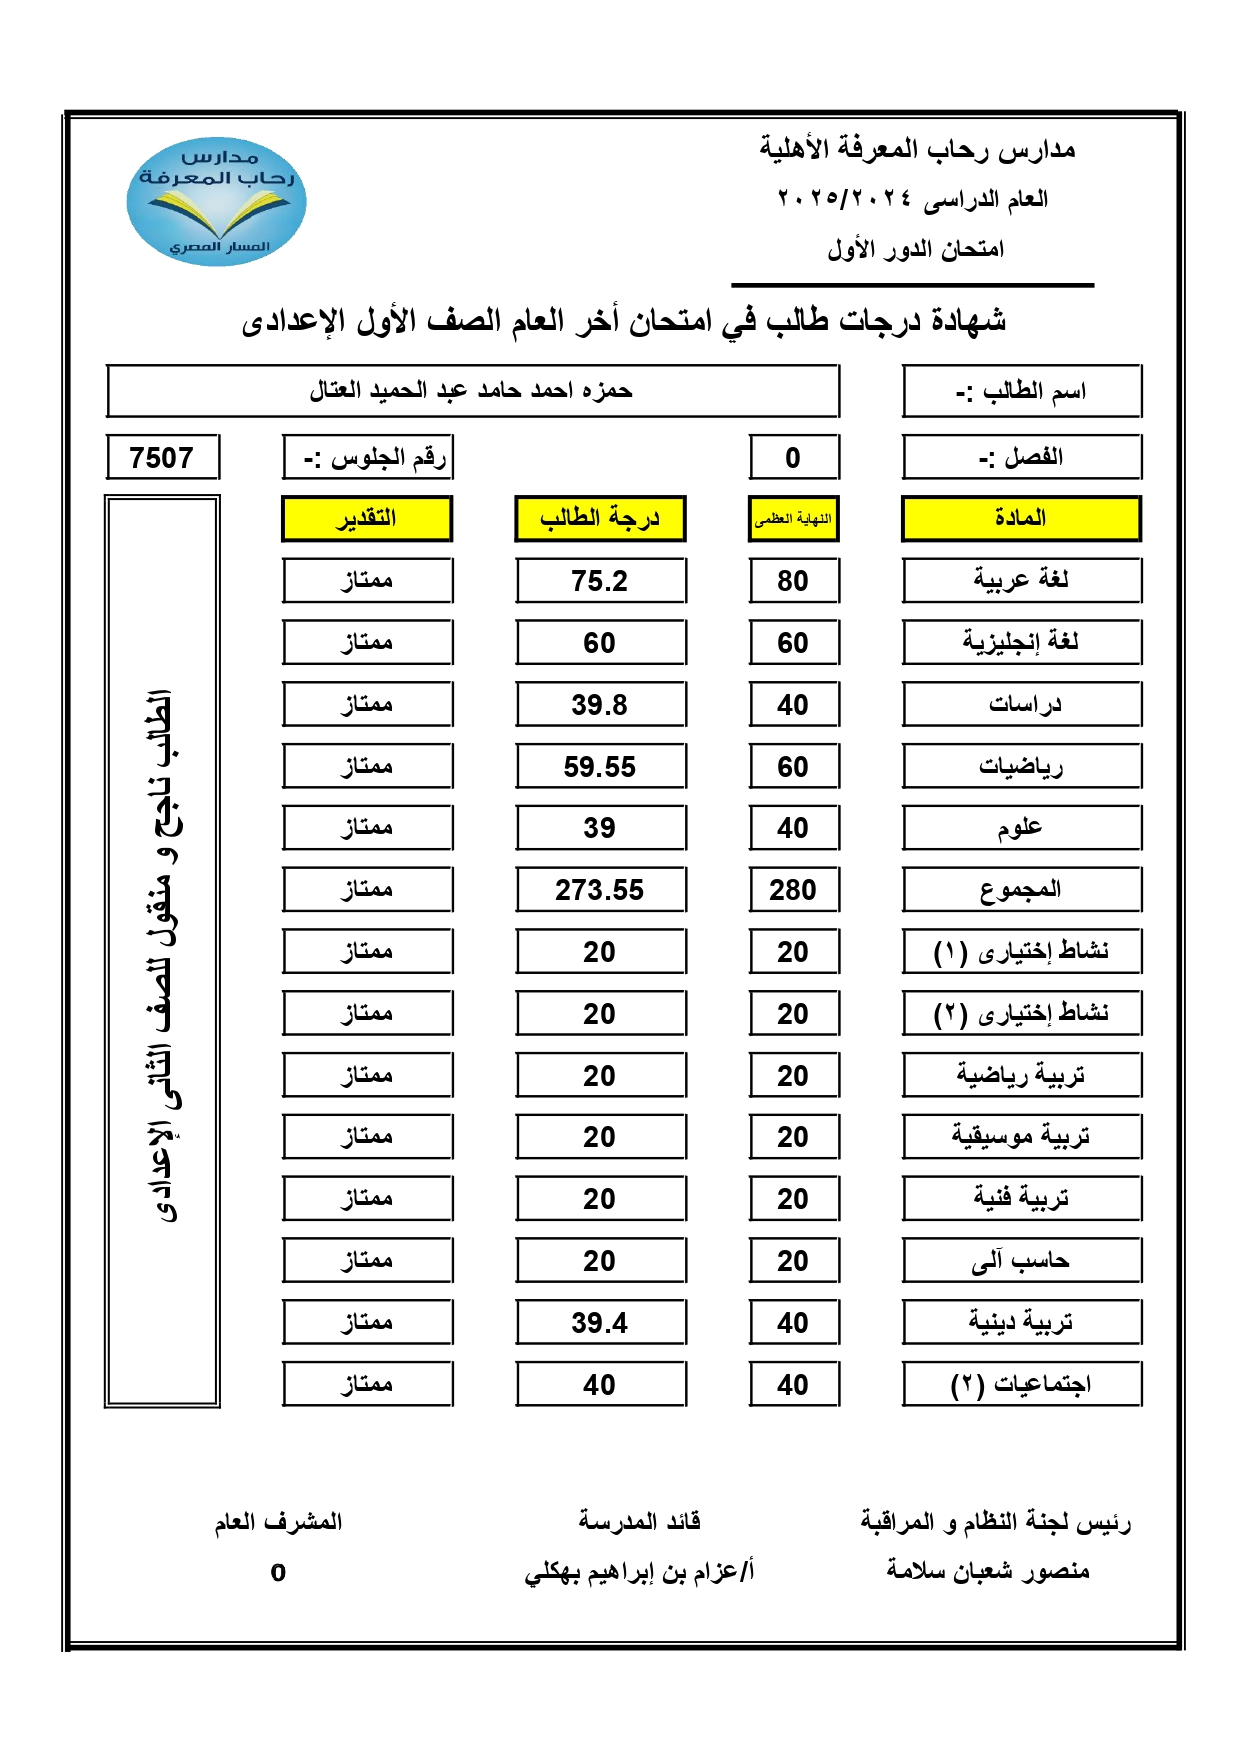 مدارس رحاب المعرفة الأهلية
العام الدراسى ٢٠٢٥/٢٠٢٤
امتحان الدور الأول
مدارس
رحاب المعرفة
المسار المصري
شهادة درجات طالب في امتحان أخر العام الصف الأول الإعدادى
اسم الطالب :- حمزه احمد حامد عبد الحميد العتال
الفصل :- 0 رقم الجلوس :- 7507
المادة النهاية العظمى درجة الطالب التقدير
لغة عربية 80 75.2 ممتاز
لغة إنجليزية 60 60 ممتاز
دراسات 40 39.8 ممتاز
رياضيات 60 59.55 ممتاز
علوم 40 39 ممتاز
المجموع 280 273.55 ممتاز
نشاط إختيارى (١) 20 20 ممتاز
نشاط إختيارى (٢) 20 20 ممتاز
تربية رياضية 20 20 ممتاز
تربية موسيقية 20 20 ممتاز
تربية فنية 20 20 ممتاز
حاسب آلى 20 20 ممتاز
تربية دينية 40 39.4 ممتاز
اجتماعيات (٢) 40 40 ممتاز
الطالب ناجح و منقول للصف الثانى الإعدادى
رئيس لجنة النظام و المراقبة قائد المدرسة المشرف العام
منصور شعبان سلامة أ/عزام بن إبراهيم بهكلي 0